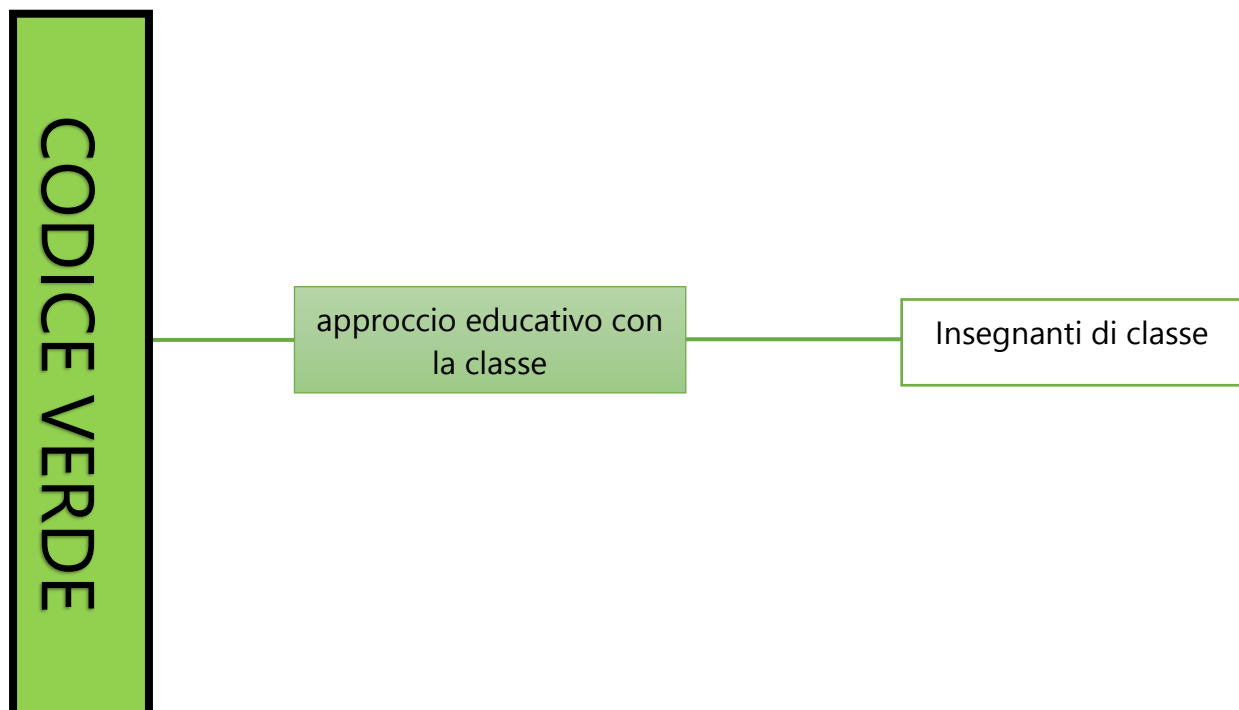 CODICE VERDE
approccio educativo con
la classe
Insegnanti di classe